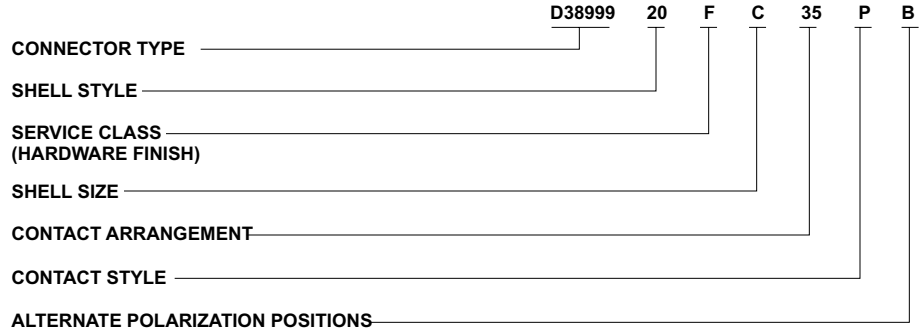 D38999 20 F C 35 P B
CONNECTOR TYPE
SHELL STYLE
SERVICE CLASS
(HARDWARE FINISH)
SHELL SIZE
CONTACT ARRANGEMENT
CONTACT STYLE
ALTERNATE POLARIZATION POSITIONS